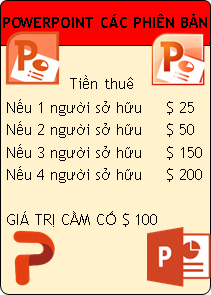 POWERPOINT CÁC PHIÊN BẢN
Tiền thuê
Nếu 1 người sở hữu $ 25
Nếu 2 người sở hữu $ 50
Nếu 3 người sở hữu $ 150
Nếu 4 người sở hữu $ 200
GIÁ TRỊ CẦM CỐ $ 100